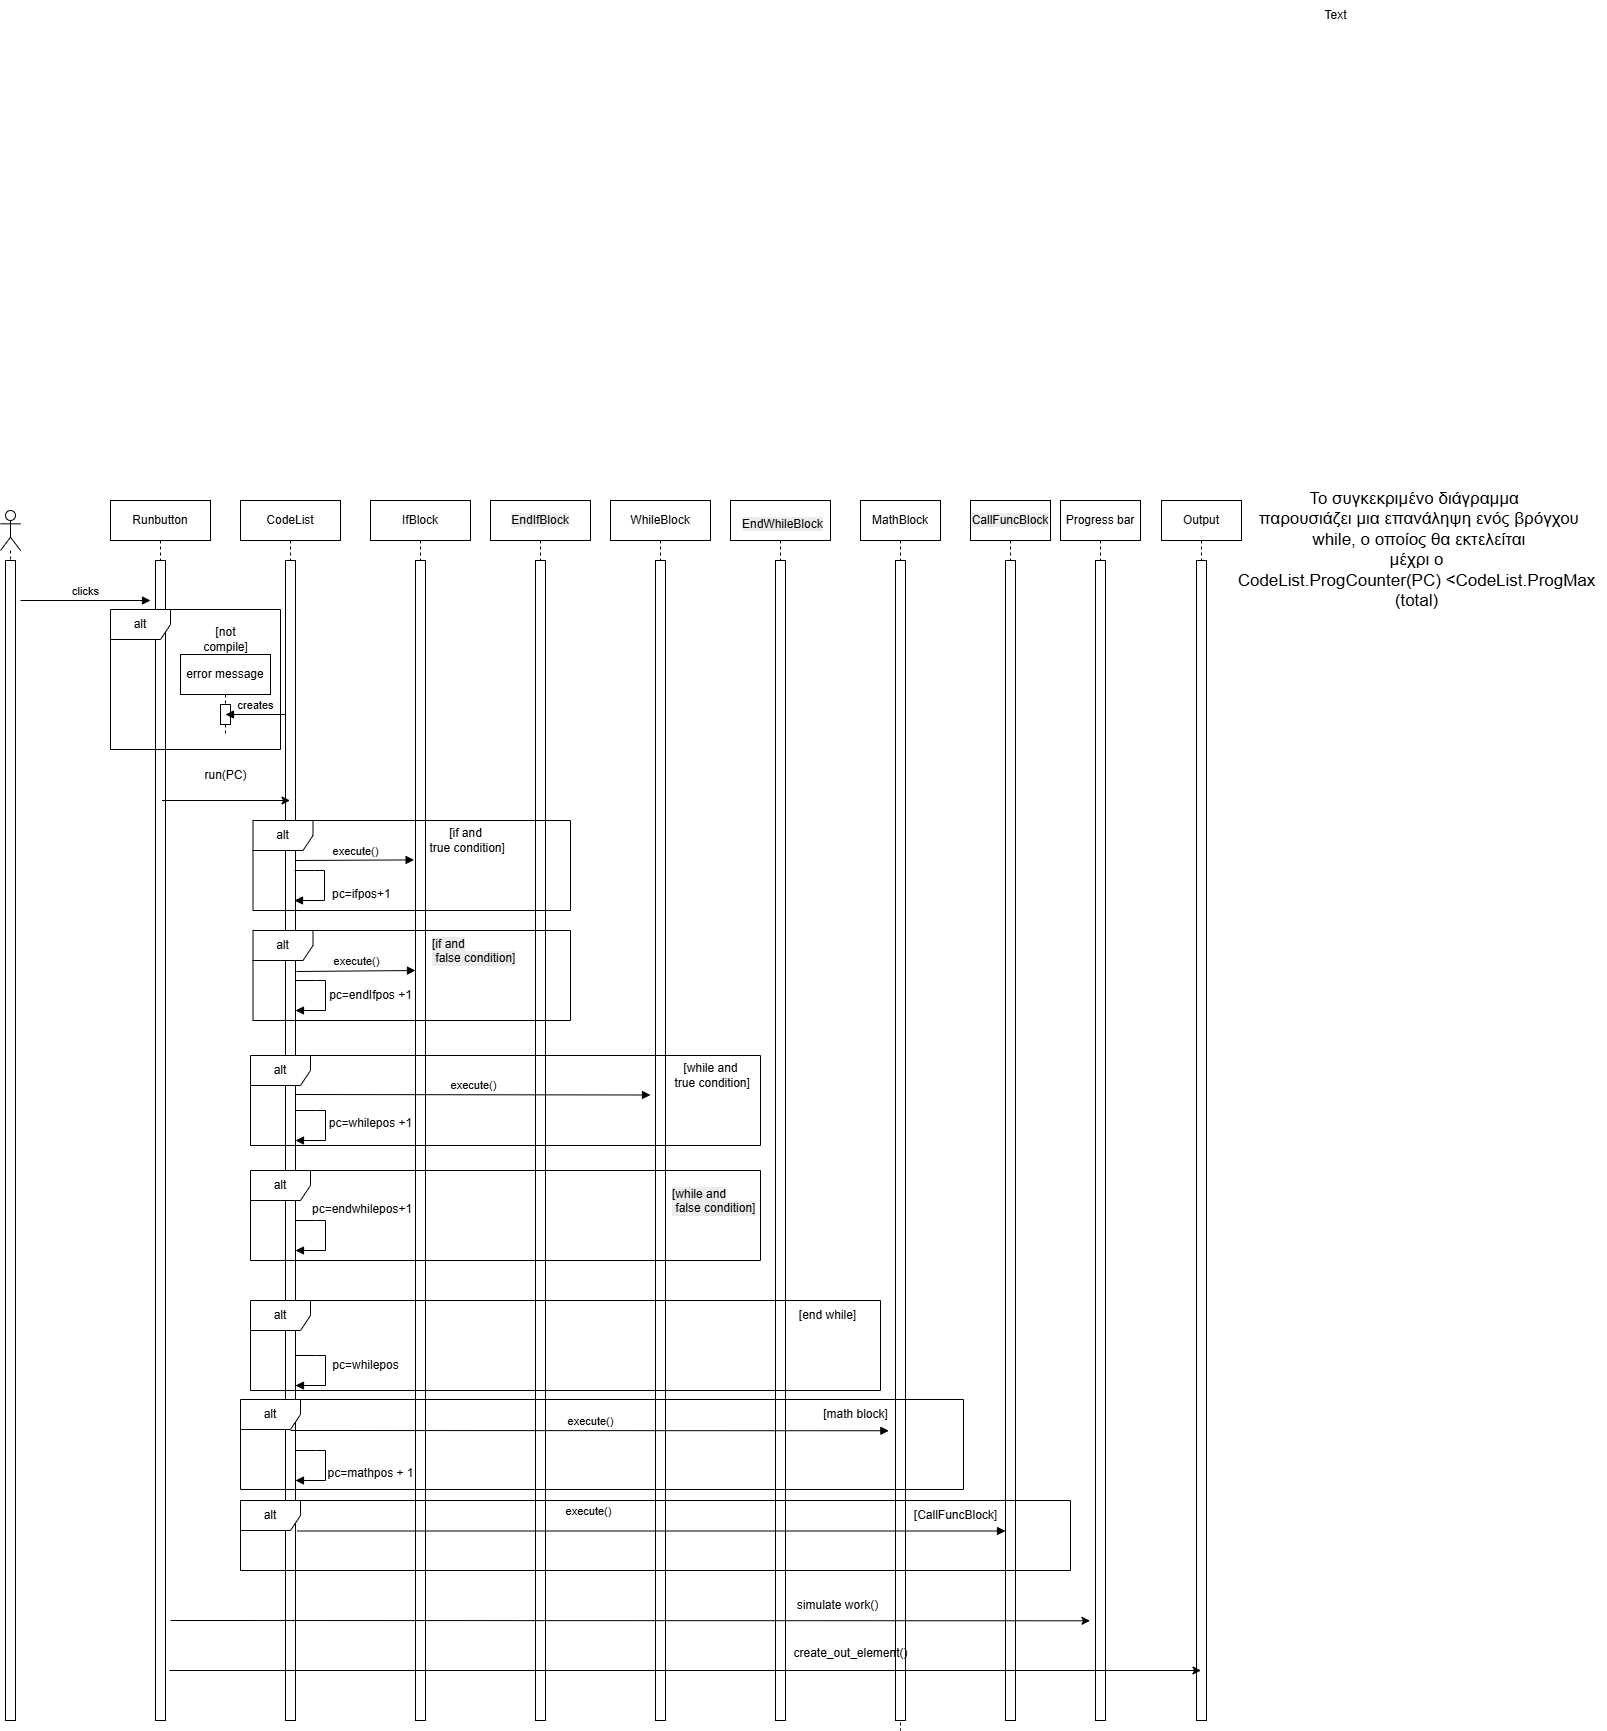 Text
Runbutton
CodeList
IfBlock
EndIfBlock
WhileBlock
EndWhileBlock
MathBlock
CallFuncBlock
Progress bar
Output
Το συγκεκριμένο διάγραμμα
παρουσιάζει μια επανάληψη ενός βρόγχου
while, ο οποίος θα εκτελείται
μέχρι ο
CodeList.ProgCounter(PC) <CodeList.ProgMax
(total)
clicks
alt
[not
compile]
error message
creates
run(PC)
alt
[if and
true condition]
execute()
pc=ifpos+1
alt
[if and
false condition]
execute()
pc=endIfpos +1
alt
[while and
true condition]
execute()
pc=whilepos +1
alt
[while and
false condition]
pc=endwhilepos+1
alt
[end while]
pc=whilepos
alt
[math block]
execute()
pc=mathpos + 1
alt
execute()
[CallFuncBlock]
simulate work()
create_out_element()